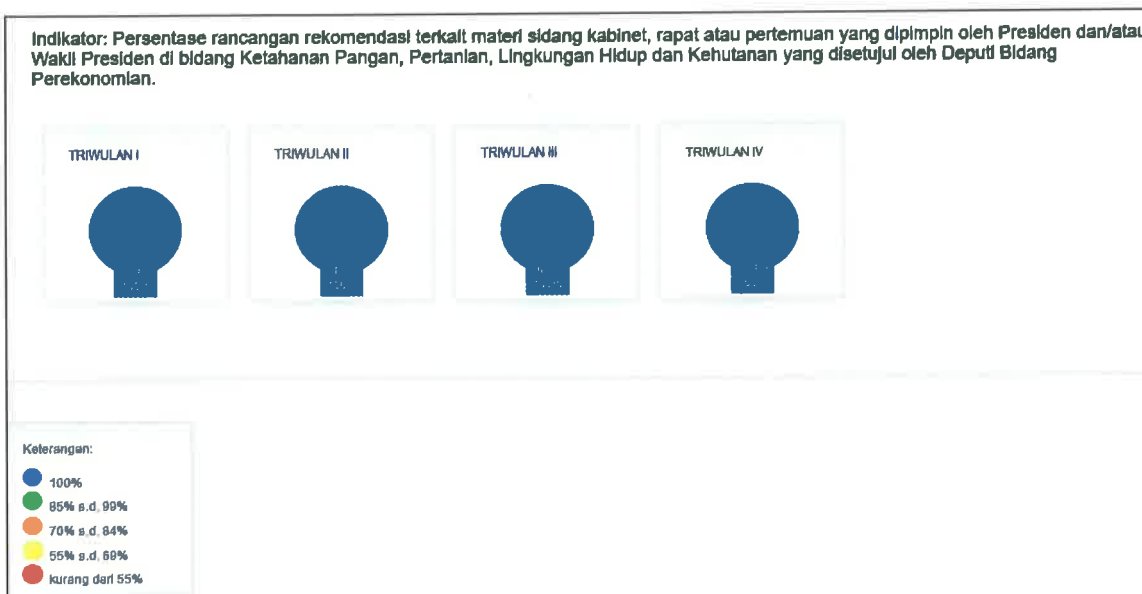 Indikator: Persentase rancangan rekomendasi terkait materi sidang kabinet, rapat atau pertemuan yang dipimpin oleh Presiden dan/atau
Wakil Presiden di bidang Ketahanan Pangan, Pertanian, Lingkungan Hidup dan Kehutanan yang disetujui oleh Deputi Bidang
Perekonomian.
TRIWULAN I
TRIWULAN II
TRIWULAN III
TRIWULAN IV
Keterangan:
100%
85% s.d. 99%
70% s.d. 84%
55% s.d. 69%
kurang dari 55%